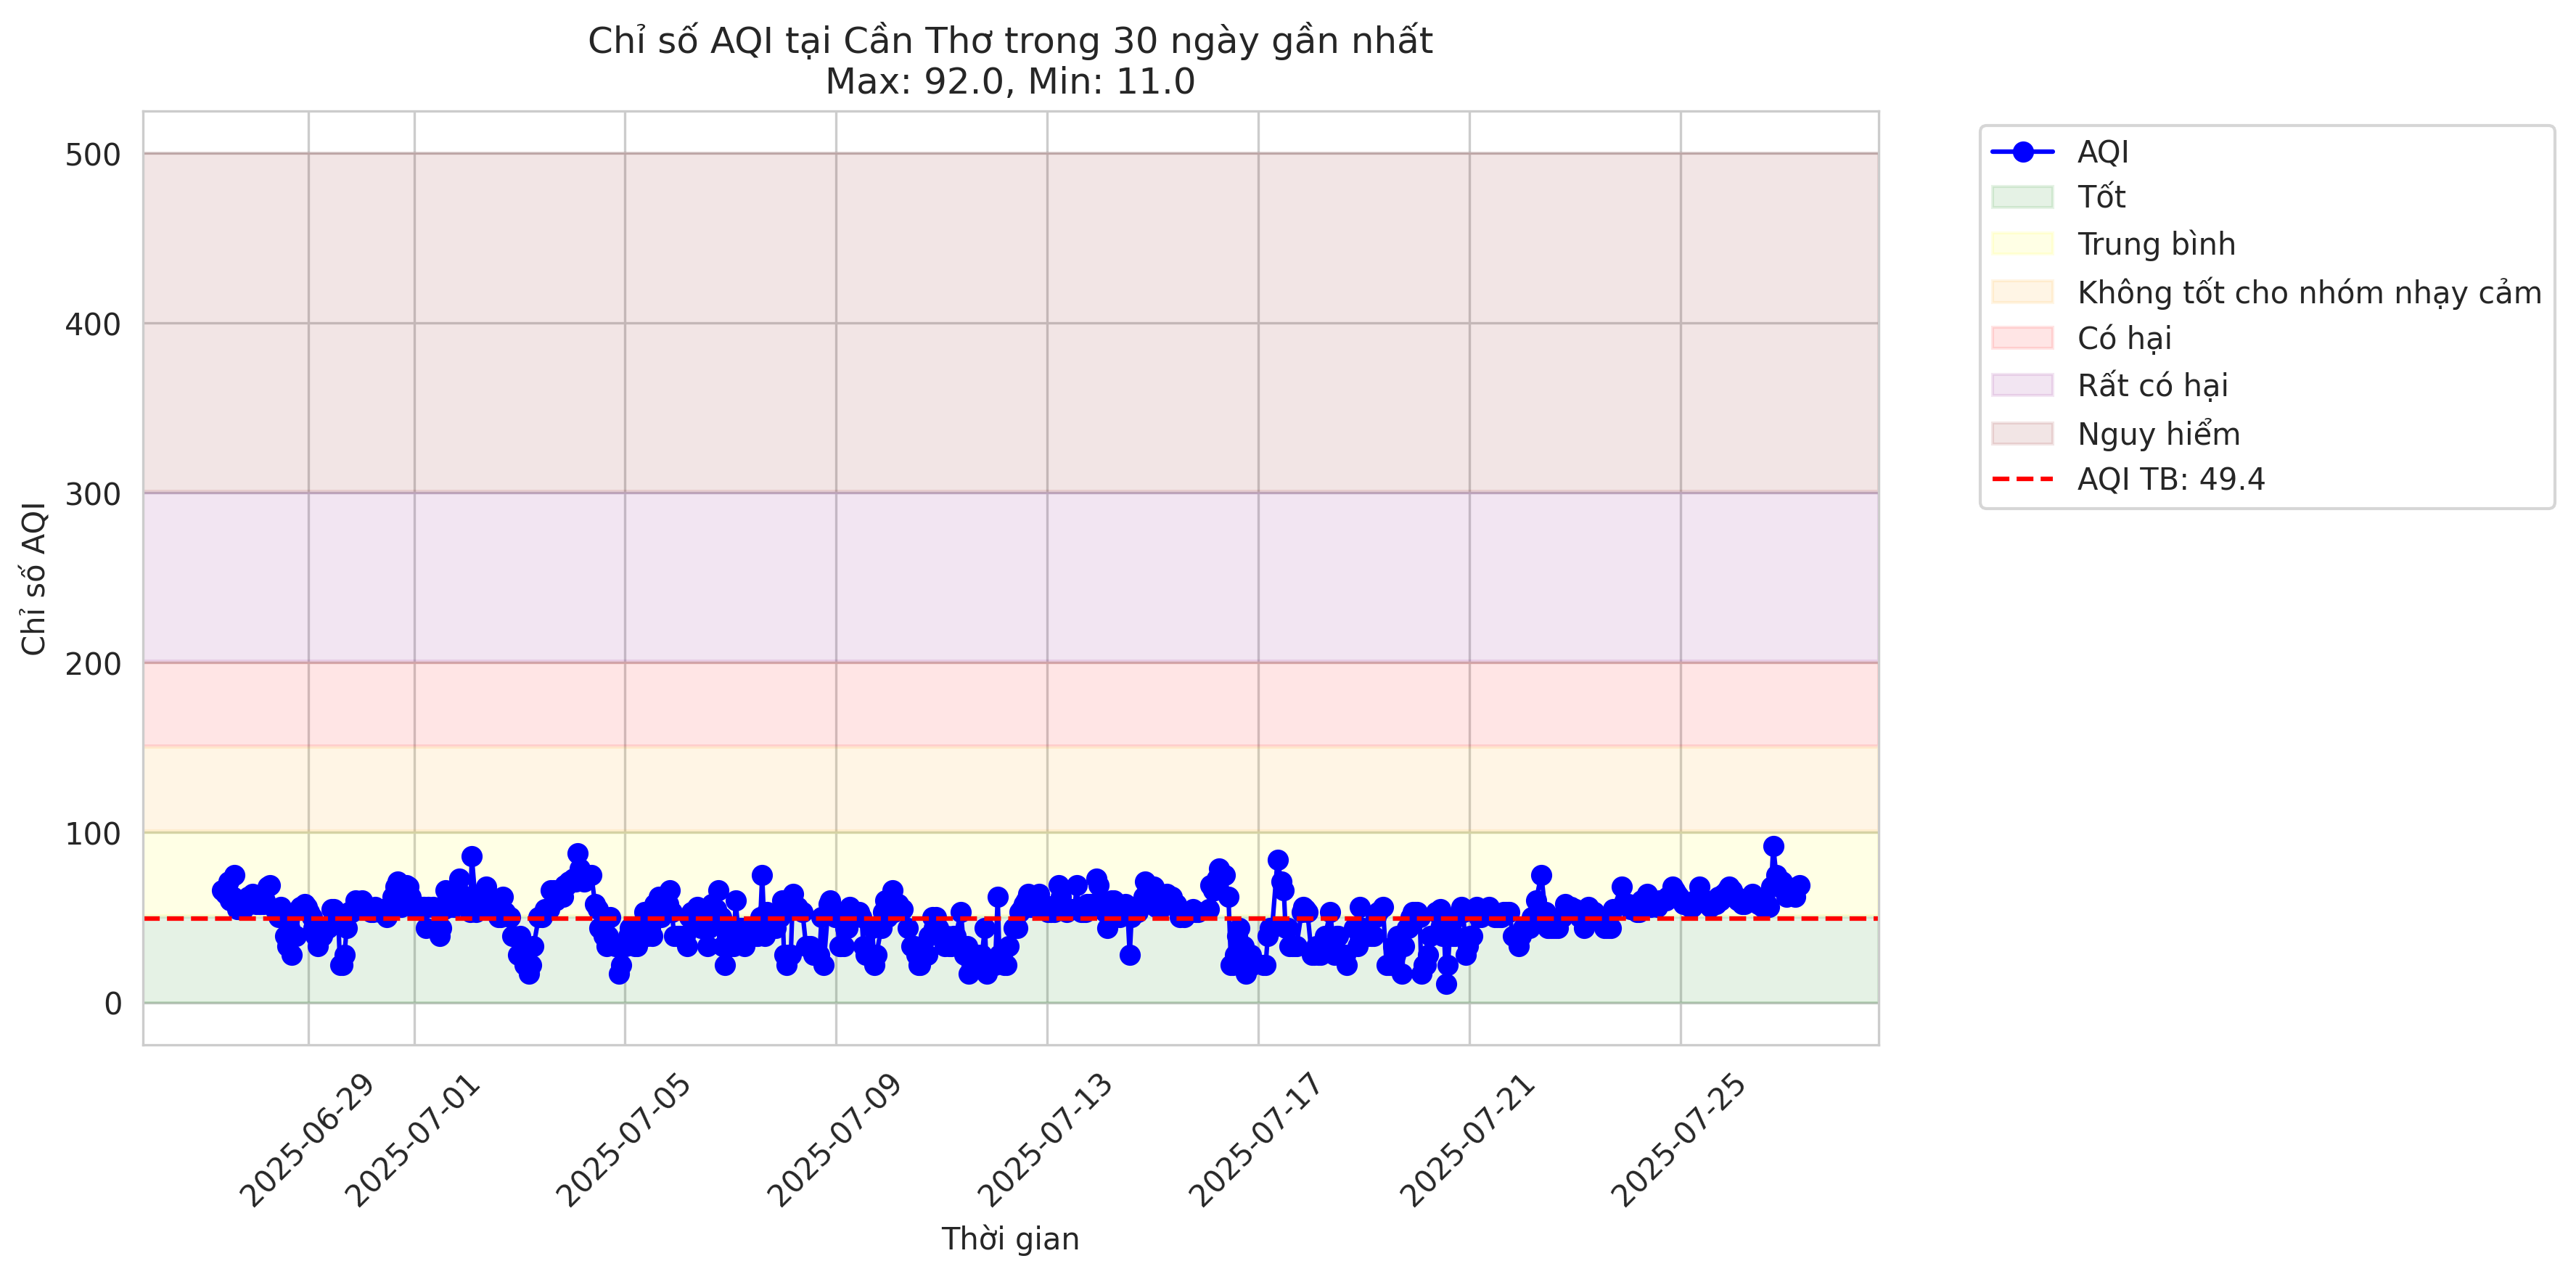 Chỉ số AQI tại Cần Thơ trong 30 ngày gần nhất
Max: 92.0, Min: 11.0
Chỉ số AQI
500
400
300
200
100
0
2025-06-29
2025-07-01
2025-07-05
2025-07-09
2025-07-13
2025-07-17
2025-07-21
2025-07-25
Thời gian
AQI
Tốt
Trung bình
Không tốt cho nhóm nhạy cảm
Có hại
Rất có hại
Nguy hiểm
AQI TB: 49.4